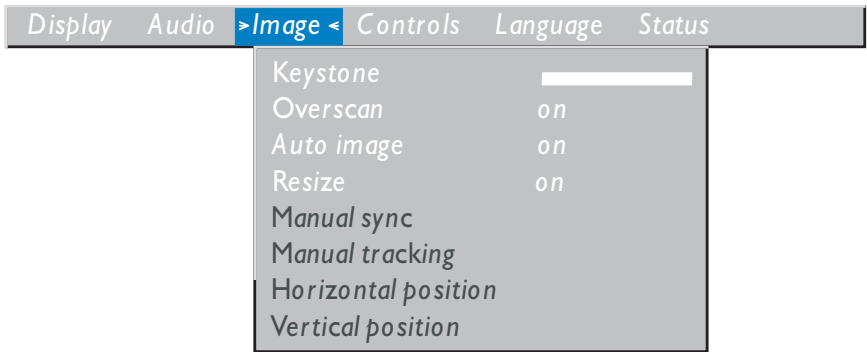 Display Audio >Image< Controls Language Status
Keystone
Overscan on
Auto image on
Resize on
Manual sync
Manual tracking
Horizontal position
Vertical position